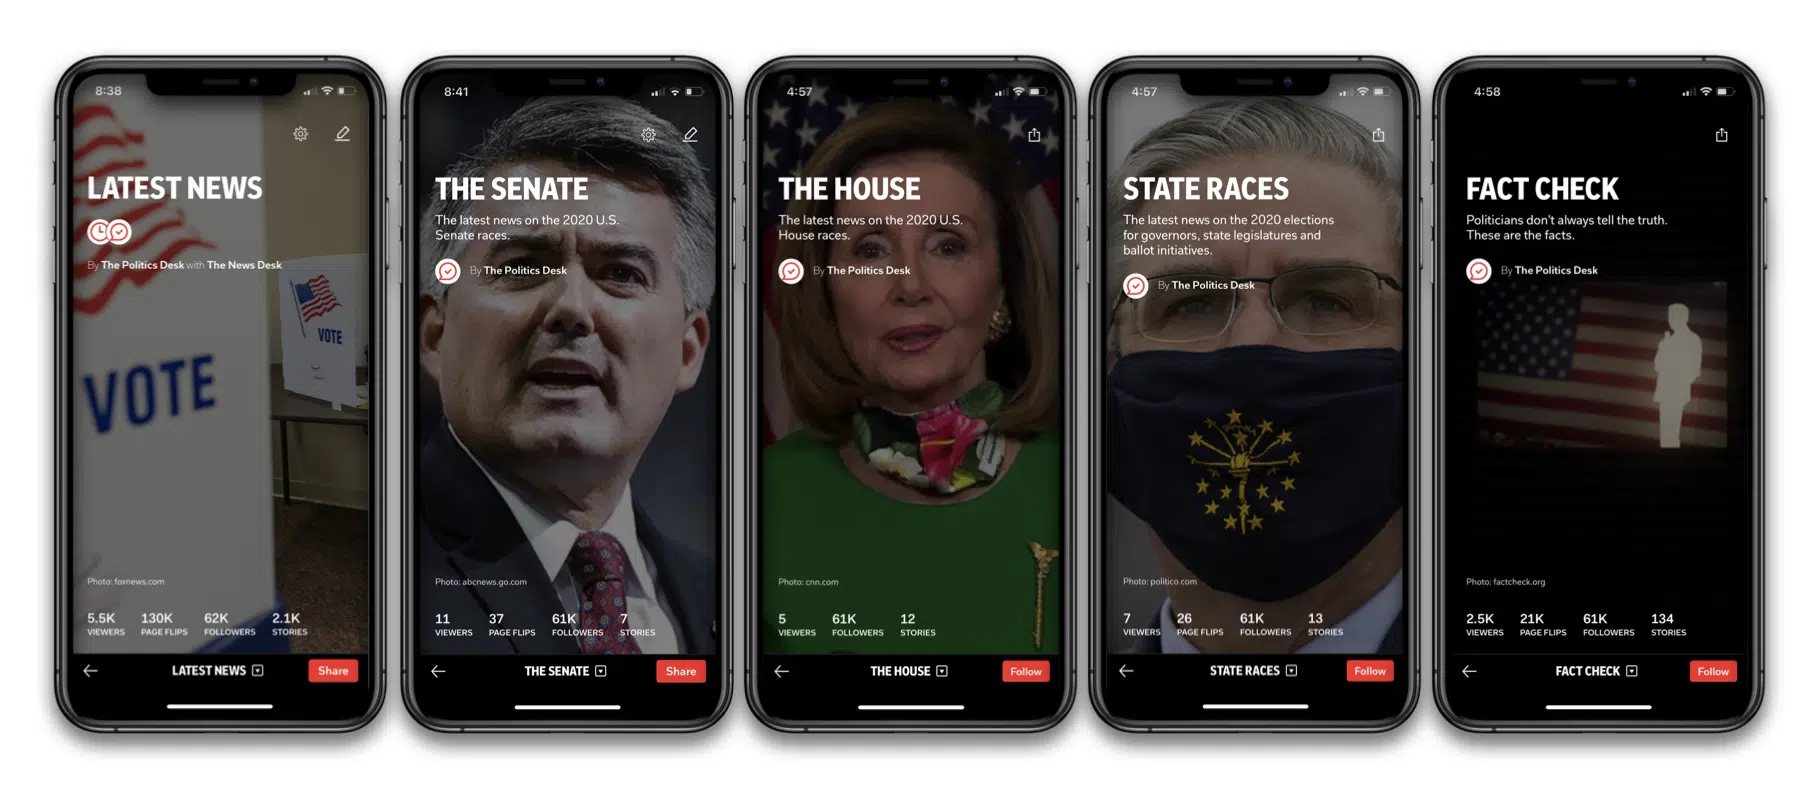 8:38
LATEST NEWS
By The Politics Desk with The News Desk
VOTE
VOTE
Photo: foxnews.com
5.5K 130K 62K 2.1K
VIEWERS PAGE FLIPS FOLLOWERS STORIES
LATEST NEWS
Share
8:41
THE SENATE
The latest news on the 2020 U.S.
Senate races.
By The Politics Desk
Photo: abcnews.go.com
11 37 61K 7
VIEWERS PAGE FLIPS FOLLOWERS STORIES
THE SENATE
Share
4:57
THE HOUSE
The latest news on the 2020 U.S.
House races.
By The Politics Desk
Photo: cnn.com
5 61K 12
VIEWERS FOLLOWERS STORIES
THE HOUSE
Follow
4:57
STATE RACES
The latest news on the 2020 elections
for governors, state legislatures and
ballot initiatives.
By The Politics Desk
Photo: politico.com
7 26 61K 13
VIEWERS PAGE FLIPS FOLLOWERS STORIES
STATE RACES
Follow
4:58
FACT CHECK
Politicians don't always tell the truth.
These are the facts.
By The Politics Desk
Photo: factcheck.org
2.5K 21K 61K 134
VIEWERS PAGE FLIPS FOLLOWERS STORIES
FACT CHECK
Follow